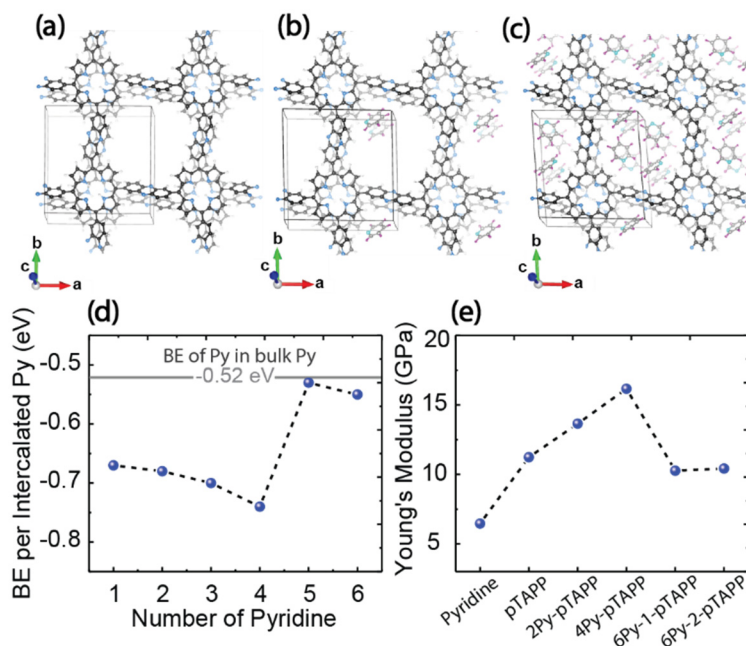 (a)
(b)
(c)
b
c
a
b
c
a
b
c
a
(d)
BE of Py in bulk Py
-0.52 eV
BE per Intercalated Py (eV)
-0.5
-0.6
-0.7
-0.8
1 2 3 4 5 6
Number of Pyridine
(e)
Young's Modulus (GPa)
20
15
10
5
Pyridine
pTAPP
2Py-pTAPP
4Py-pTAPP
6Py-1-pTAPP
6Py-2-pTAPP